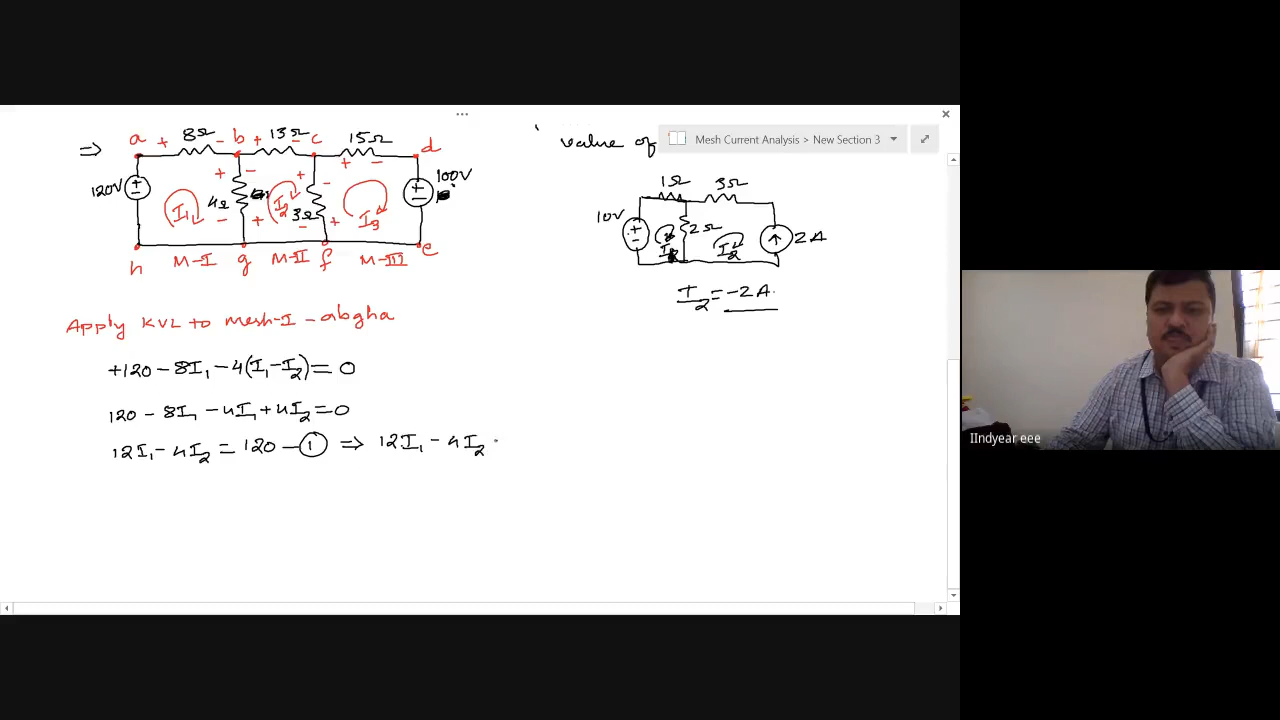 value of
Mesh Current Analysis > New Section 3
⇒ a + 8Ω - b + 13Ω - c 15Ω d
+ -
120V + -
4Ω
3Ω
100V + -
I₁ I₂ I₃
h M-I g M-II f M-III e
Apply KVL to mesh-I - abgha
+120 - 8I₁ - 4(I₁ - I₂) = 0
120 - 8I₁ - 4I₁ + 4I₂ = 0
12I₁ - 4I₂ = 120 — ① ⇒ 12I₁ - 4I₂
1Ω 3Ω
10V + -
2Ω
I₂
2A
I₂ = -2A.
IIndyear eee